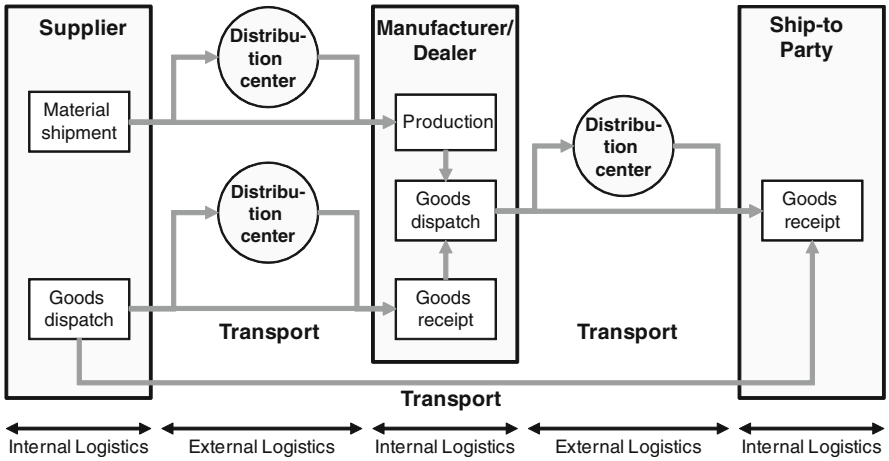 Supplier
Distribu-
tion
center
Manufacturer/
Dealer
Ship-to
Party
Material
shipment
Production
Distribu-
tion
center
Distribu-
tion
center
Goods
dispatch
Goods
receipt
Goods
dispatch
Goods
receipt
Transport
Transport
Transport
Internal Logistics
External Logistics
Internal Logistics
External Logistics
Internal Logistics